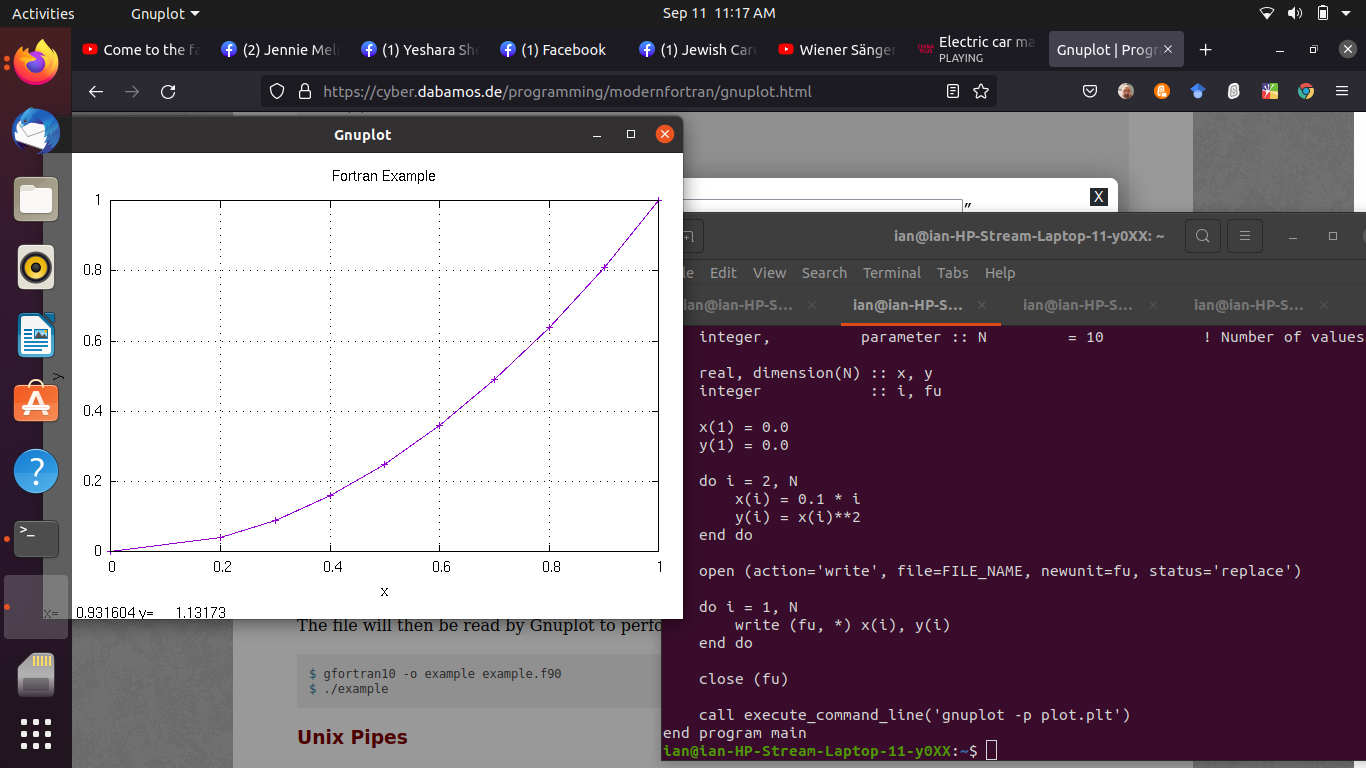 Activities
Gnuplot
Sep 11 11:17 AM
Come to the fa
(2) Jennie Mel
(1) Yeshara She
(1) Facebook
(1) Jewish Care
Wiener Sänger
Electric car ma
PLAYING
Gnuplot | Progr
https://cyber.dabamos.de/programming/modernfortran/gnuplot.html
Gnuplot
Fortran Example
1
0.8
0.6
0.4
0.2
0
y
0 0.2 0.4 0.6 0.8 1
x
x= 0.931604 y= 1.13173
”
X
ian@ian-HP-Stream-Laptop-11-y0XX: ~
le Edit View Search Terminal Tabs Help
ian@ian-HP-S...
ian@ian-HP-S...
ian@ian-HP-S...
ian@ian-HP-S...
integer, parameter :: N = 10 ! Number of values
real, dimension(N) :: x, y
integer :: i, fu
x(1) = 0.0
y(1) = 0.0
do i = 2, N
x(i) = 0.1 * i
y(i) = x(i)**2
end do
open (action='write', file=FILE_NAME, newunit=fu, status='replace')
do i = 1, N
write (fu, *) x(i), y(i)
end do
close (fu)
call execute_command_line('gnuplot -p plot.plt')
end program main
ian@ian-HP-Stream-Laptop-11-y0XX:~$
The file will then be read by Gnuplot to perfo
$ gfortran10 -o example example.f90
$ ./example
Unix Pipes